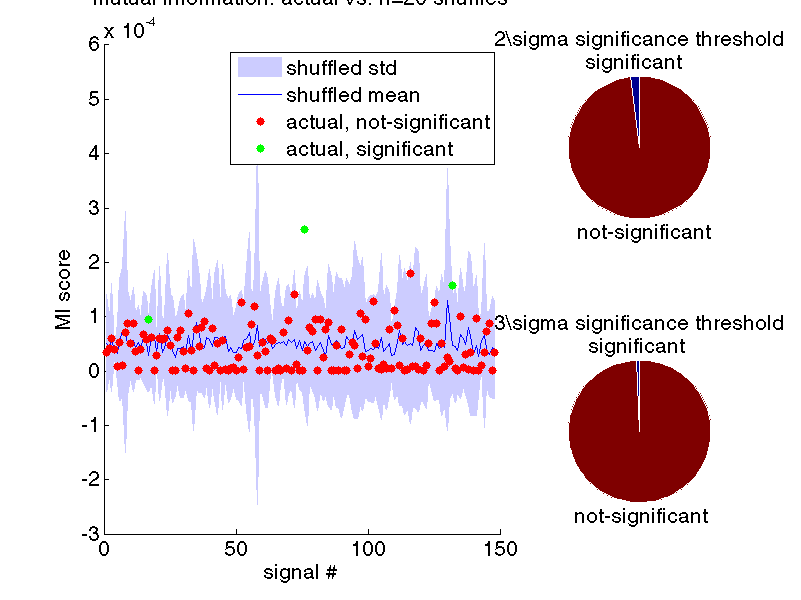 mutual information: actual vs. n=20 shuffles
x 10^-4
6
5
4
3
2
1
0
-1
-2
-3
0
50
100
150
MI score
signal #
shuffled std
shuffled mean
actual, not-significant
actual, significant
2\sigma significance threshold
significant
not-significant
3\sigma significance threshold
significant
not-significant